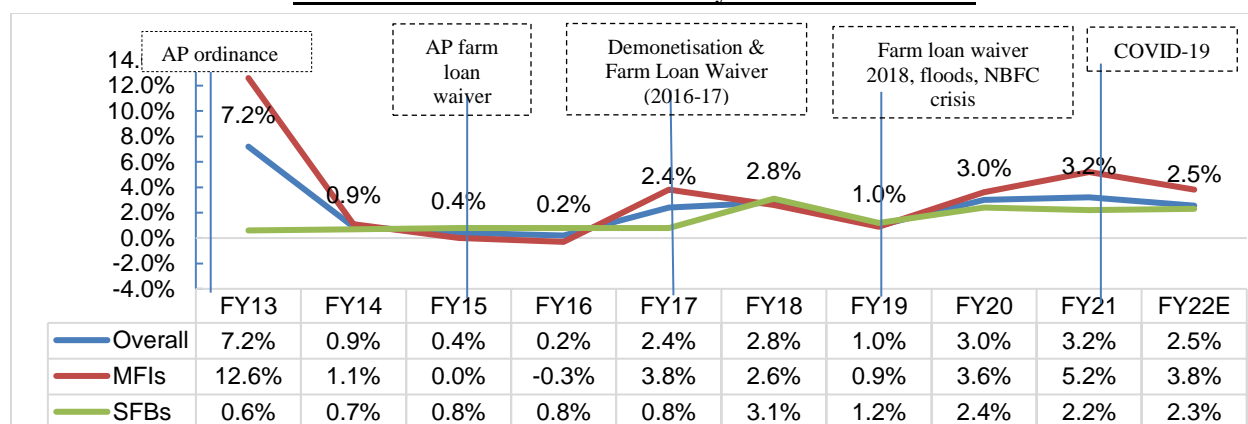 AP ordinance
AP farm
loan
waiver
Demonetisation &
Farm Loan Waiver
(2016-17)
Farm loan waiver
2018, floods, NBFC
crisis
COVID-19
12.0%
10.0%
8.0%
6.0%
4.0%
2.0%
0.0%
-2.0%
-4.0%
7.2%
0.9%
0.4%
0.2%
2.4%
2.8%
1.0%
3.0%
3.2%
2.5%
FY13 FY14 FY15 FY16 FY17 FY18 FY19 FY20 FY21 FY22E
Overall 7.2% 0.9% 0.4% 0.2% 2.4% 2.8% 1.0% 3.0% 3.2% 2.5%
MFIs 12.6% 1.1% 0.0% -0.3% 3.8% 2.6% 0.9% 3.6% 5.2% 3.8%
SFBs 0.6% 0.7% 0.8% 0.8% 0.8% 3.1% 1.2% 2.4% 2.2% 2.3%